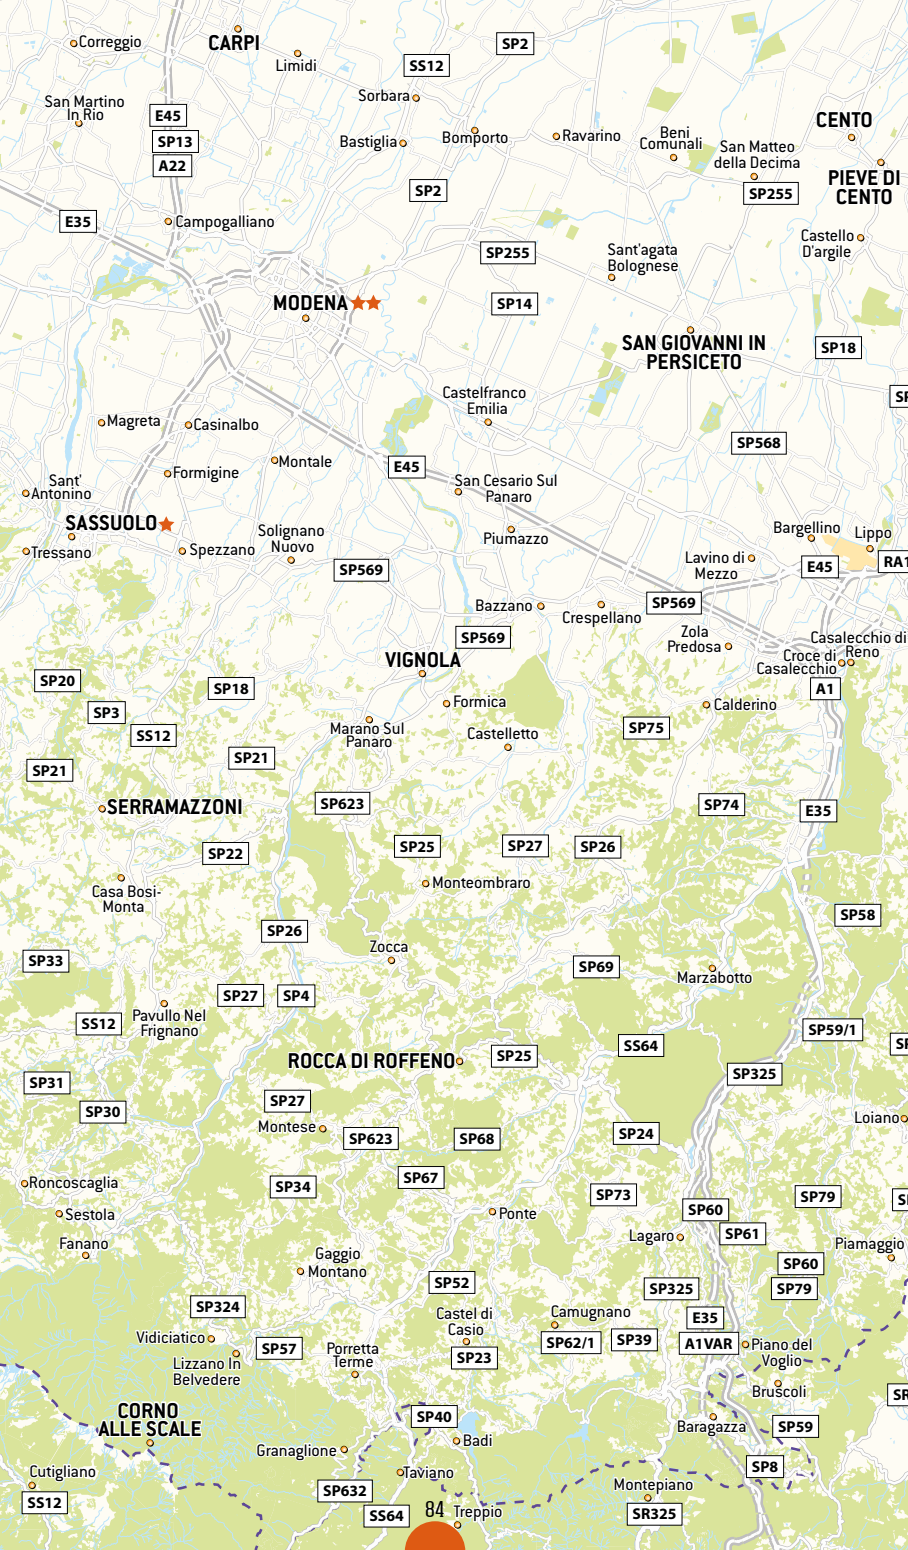 Correggio
CARPI
Limidi
SP2
SS12
Sorbara
San Martino
In Rio
E45
SP13
A22
Bastiglia
Bomporto
Ravarino
Beni
Comunali
San Matteo
della Decima
CENTO
PIEVE DI
CENTO
SP2
SP255
E35
Campogalliano
SP255
Sant'agata
Bolognese
Castello
D'argile
MODENA
SP14
SAN GIOVANNI IN
PERSICETO
SP18
Castelfranco
Emilia
SP
Magreta
Casinalbo
SP568
Formigine
Montale
E45
San Cesario Sul
Panaro
Sant'
Antonino
SASSUOLO
Solignano
Nuovo
Piumazzo
Bargellino
Lippo
Tressano
Spezzano
SP569
Lavino di
Mezzo
E45
RA1
Bazzano
Crespellano
SP569
SP569
Zola
Predosa
Casalecchio di
Reno
Croce di
Casalecchio
VIGNOLA
SP20
SP18
A1
SP3
Formica
Calderino
SS12
Marano Sul
Panaro
Castelletto
SP75
SP21
SP21
SERRAMAZZONI
SP623
SP74
E35
SP22
SP25
SP27
SP26
Casa Bosi-
Monta
Monteombraro
SP58
SP26
Zocca
SP33
SP69
Marzabotto
SP27
SP4
Pavullo Nel
Frignano
SS12
SP59/1
SS64
SP
ROCCA DI ROFFENO
SP25
SP325
SP31
SP27
SP30
Montese
SP623
SP68
SP24
Loiano
SP67
Roncoscaglia
SP34
SP73
SP79
Sestola
Ponte
SP60
SP61
Fanano
Lagaro
Piamaggio
Gaggio
Montano
SP60
SP52
SP325
SP79
SP324
Castel di
Casio
Camugnano
E35
Vidiciatico
SP57
SP62/1
SP39
A1VAR
Piano del
Voglio
Lizzano In
Belvedere
Porretta
Terme
SP23
Bruscoli
SR
CORNO
ALLE SCALE
SP40
Baragazza
SP59
Granaglione
Badi
SP8
Cutigliano
Taviano
Montepiano
SS12
SP632
SS64
84
Treppio
SR325